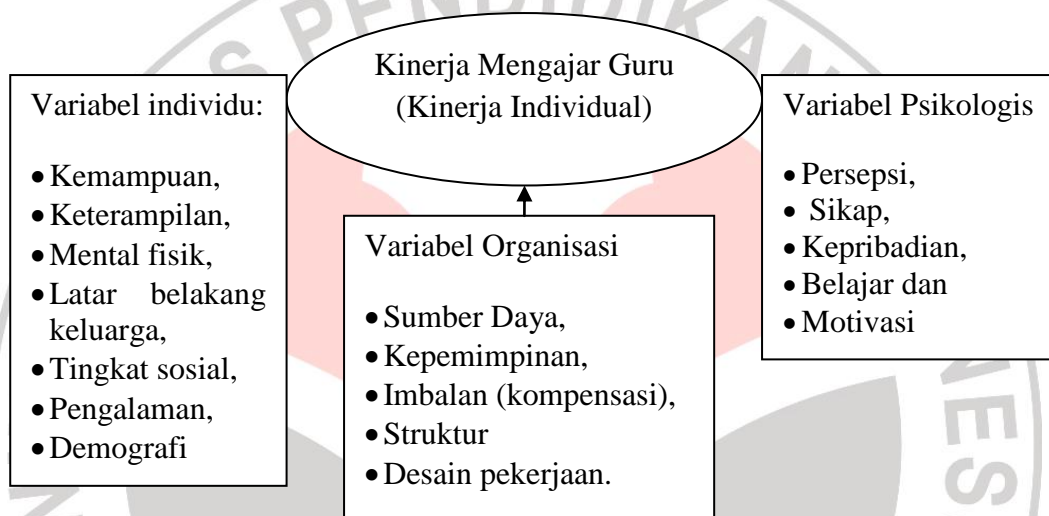 Kinerja Mengajar Guru
(Kinerja Individual)
Variabel individu:
• Kemampuan,
• Keterampilan,
• Mental fisik,
• Latar belakang
keluarga,
• Tingkat sosial,
• Pengalaman,
• Demografi
Variabel Organisasi
• Sumber Daya,
• Kepemimpinan,
• Imbalan (kompensasi),
• Struktur
• Desain pekerjaan.
Variabel Psikologis
• Persepsi,
• Sikap,
• Kepribadian,
• Belajar dan
• Motivasi